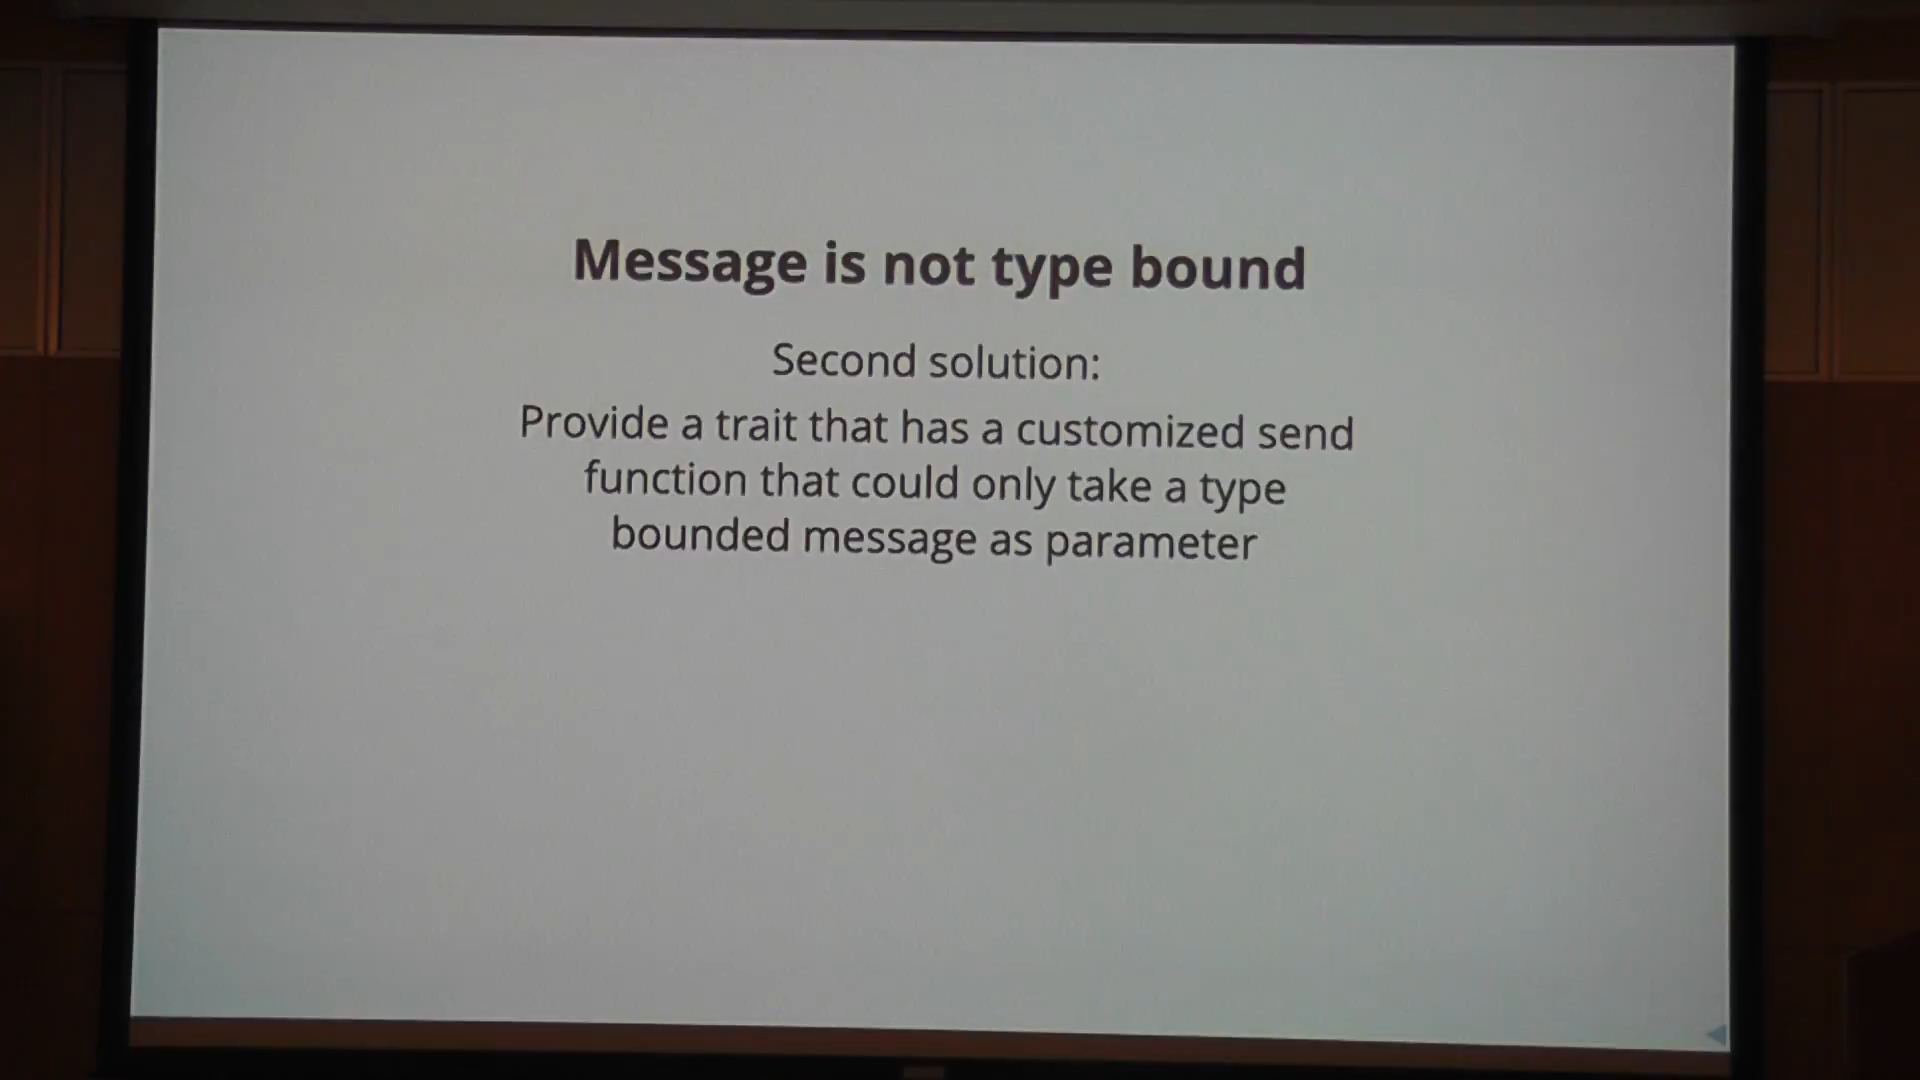 Message is not type bound
Second solution:
Provide a trait that has a customized send
function that could only take a type
bounded message as parameter